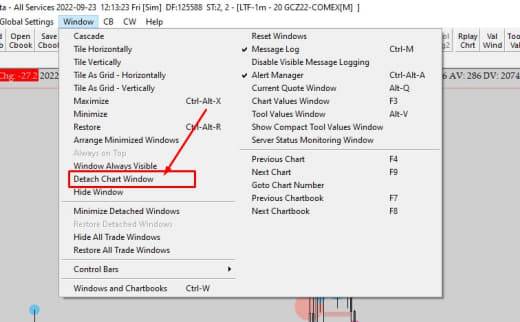 ta - All Services 2022-09-23 12:13:23 Fri [Sim] DF:125588 ST:2, 2 - [LTF-1m - 20 GCZ22-COMEX[M] ]
Global Settings Window CB CW Help
Open Cbook
Rplay Chrt
Val Wind
Tool Val
Chg: -27.2 2022
AV: 286 DV: 2074
Cascade
Tile Horizontally
Tile Vertically
Tile As Grid - Horizontally
Tile As Grid - Vertically
Maximize Ctrl-Alt-X
Minimize
Restore Ctrl-Alt-R
Arrange Minimized Windows
Always on Top
Window Always Visible
Detach Chart Window
Hide Window
Minimize Detached Windows
Restore Detached Windows
Hide All Trade Windows
Restore All Trade Windows
Control Bars
Windows and Chartbooks Ctrl-W
Reset Windows
Message Log Ctrl-M
Disable Visible Message Logging
Alert Manager Ctrl-Alt-A
Current Quote Window Alt-Q
Chart Values Window F3
Tool Values Window Alt-V
Show Compact Tool Values Window
Server Status Monitoring Window
Previous Chart F4
Next Chart F9
Goto Chart Number
Previous Chartbook F7
Next Chartbook F8